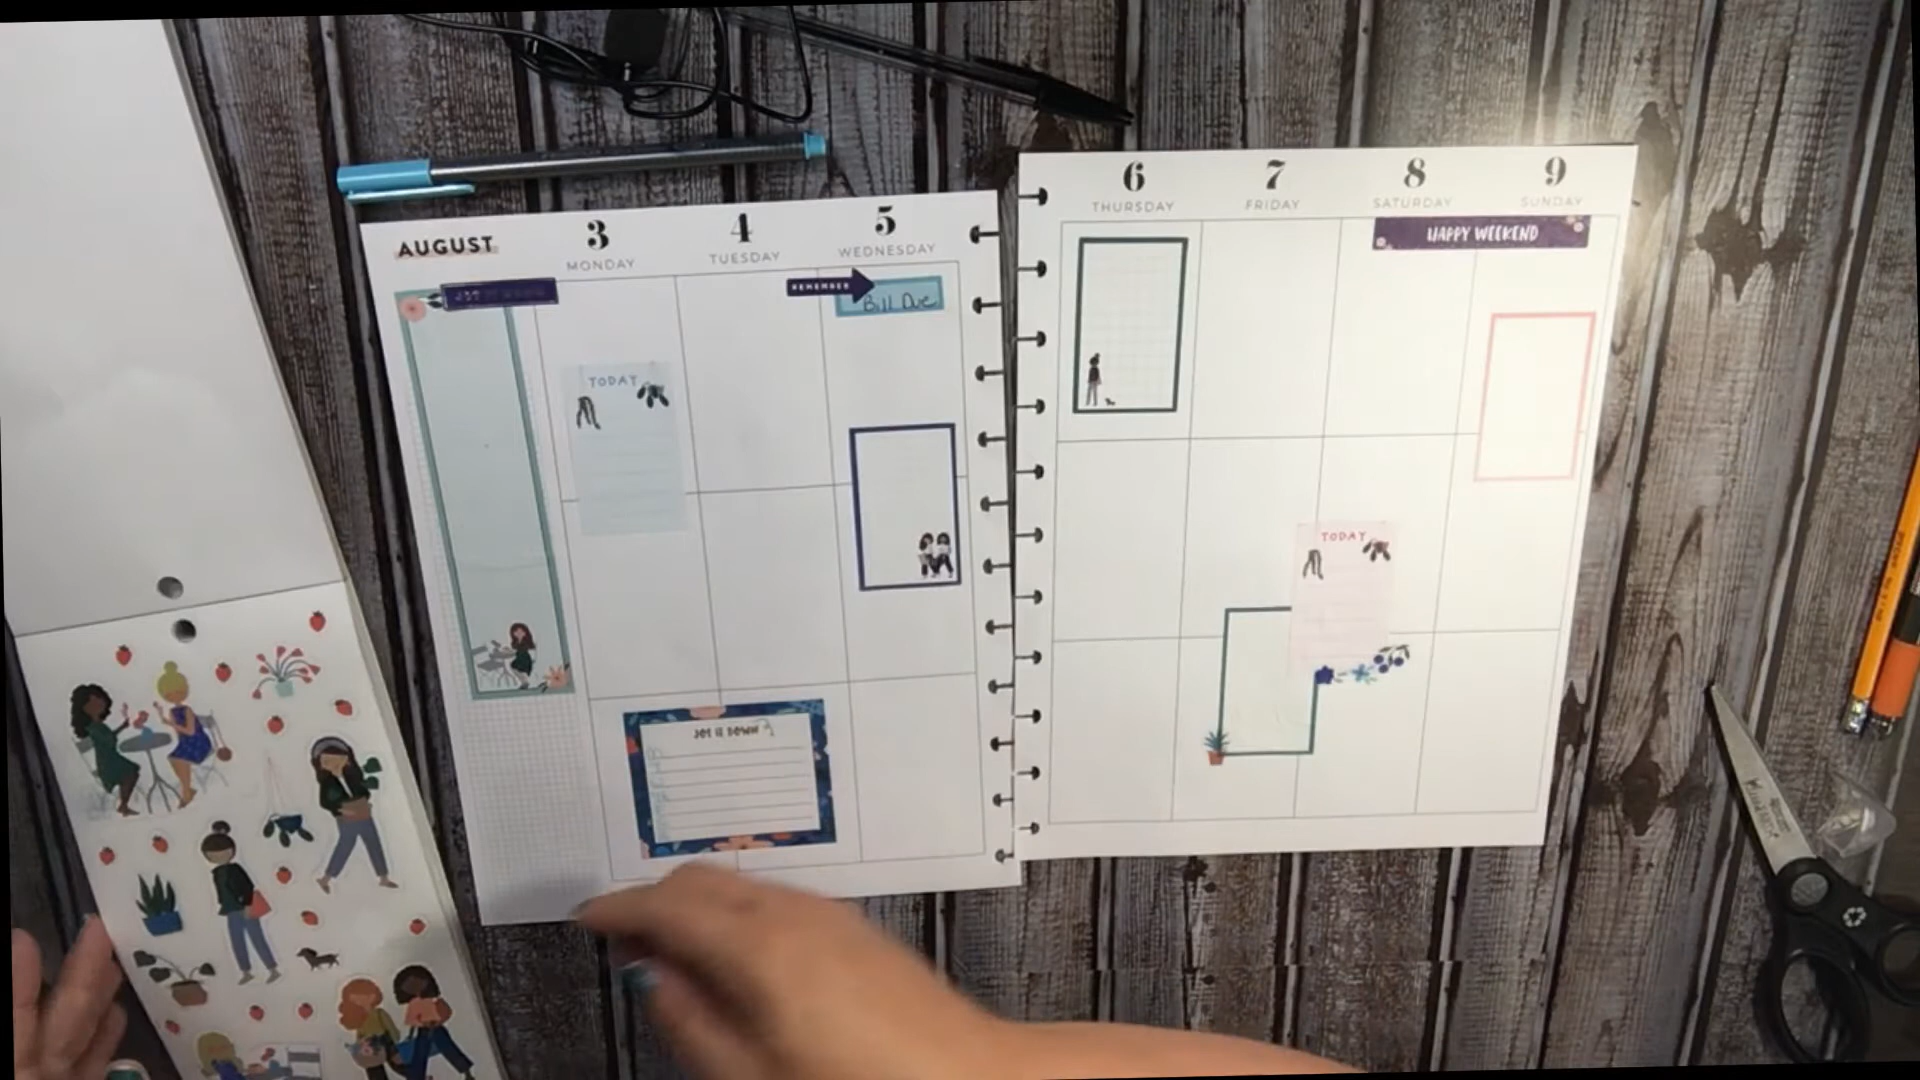 AUGUST
3
MONDAY
4
TUESDAY
5
WEDNESDAY
REMEMBER
Bill Due
TODAY
JOT IT DOWN
6
THURSDAY
7
FRIDAY
8
SATURDAY
9
SUNDAY
HAPPY WEEKEND
TODAY